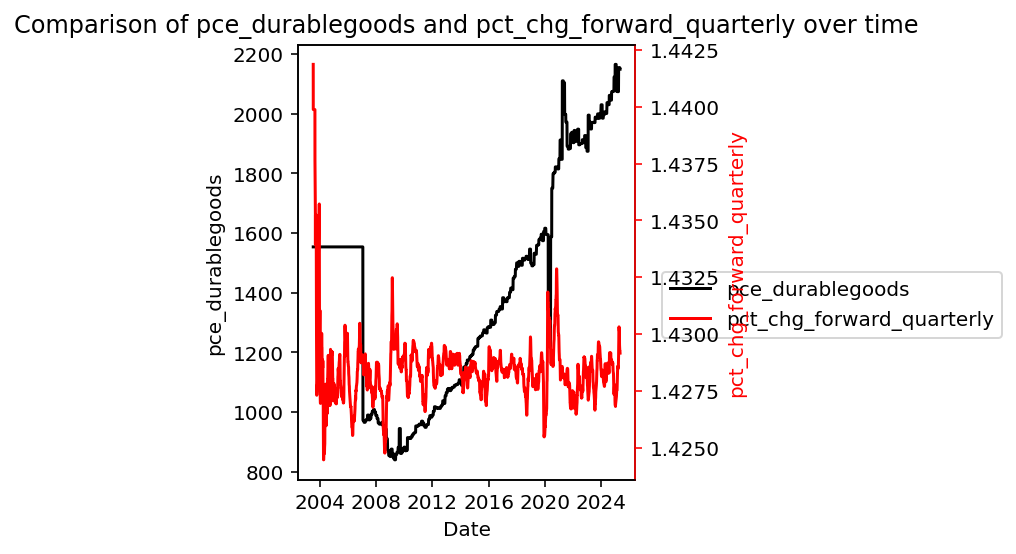 Comparison of pce_durablegoods and pct_chg_forward_quarterly over time
2200
2000
1800
1600
1400
1200
1000
800
pce_durablegoods
2004 2008 2012 2016 2020 2024
Date
1.4425
1.4400
1.4375
1.4350
1.4325
1.4300
1.4275
1.4250
pct_chg_forward_quarterly
pce_durablegoods
pct_chg_forward_quarterly